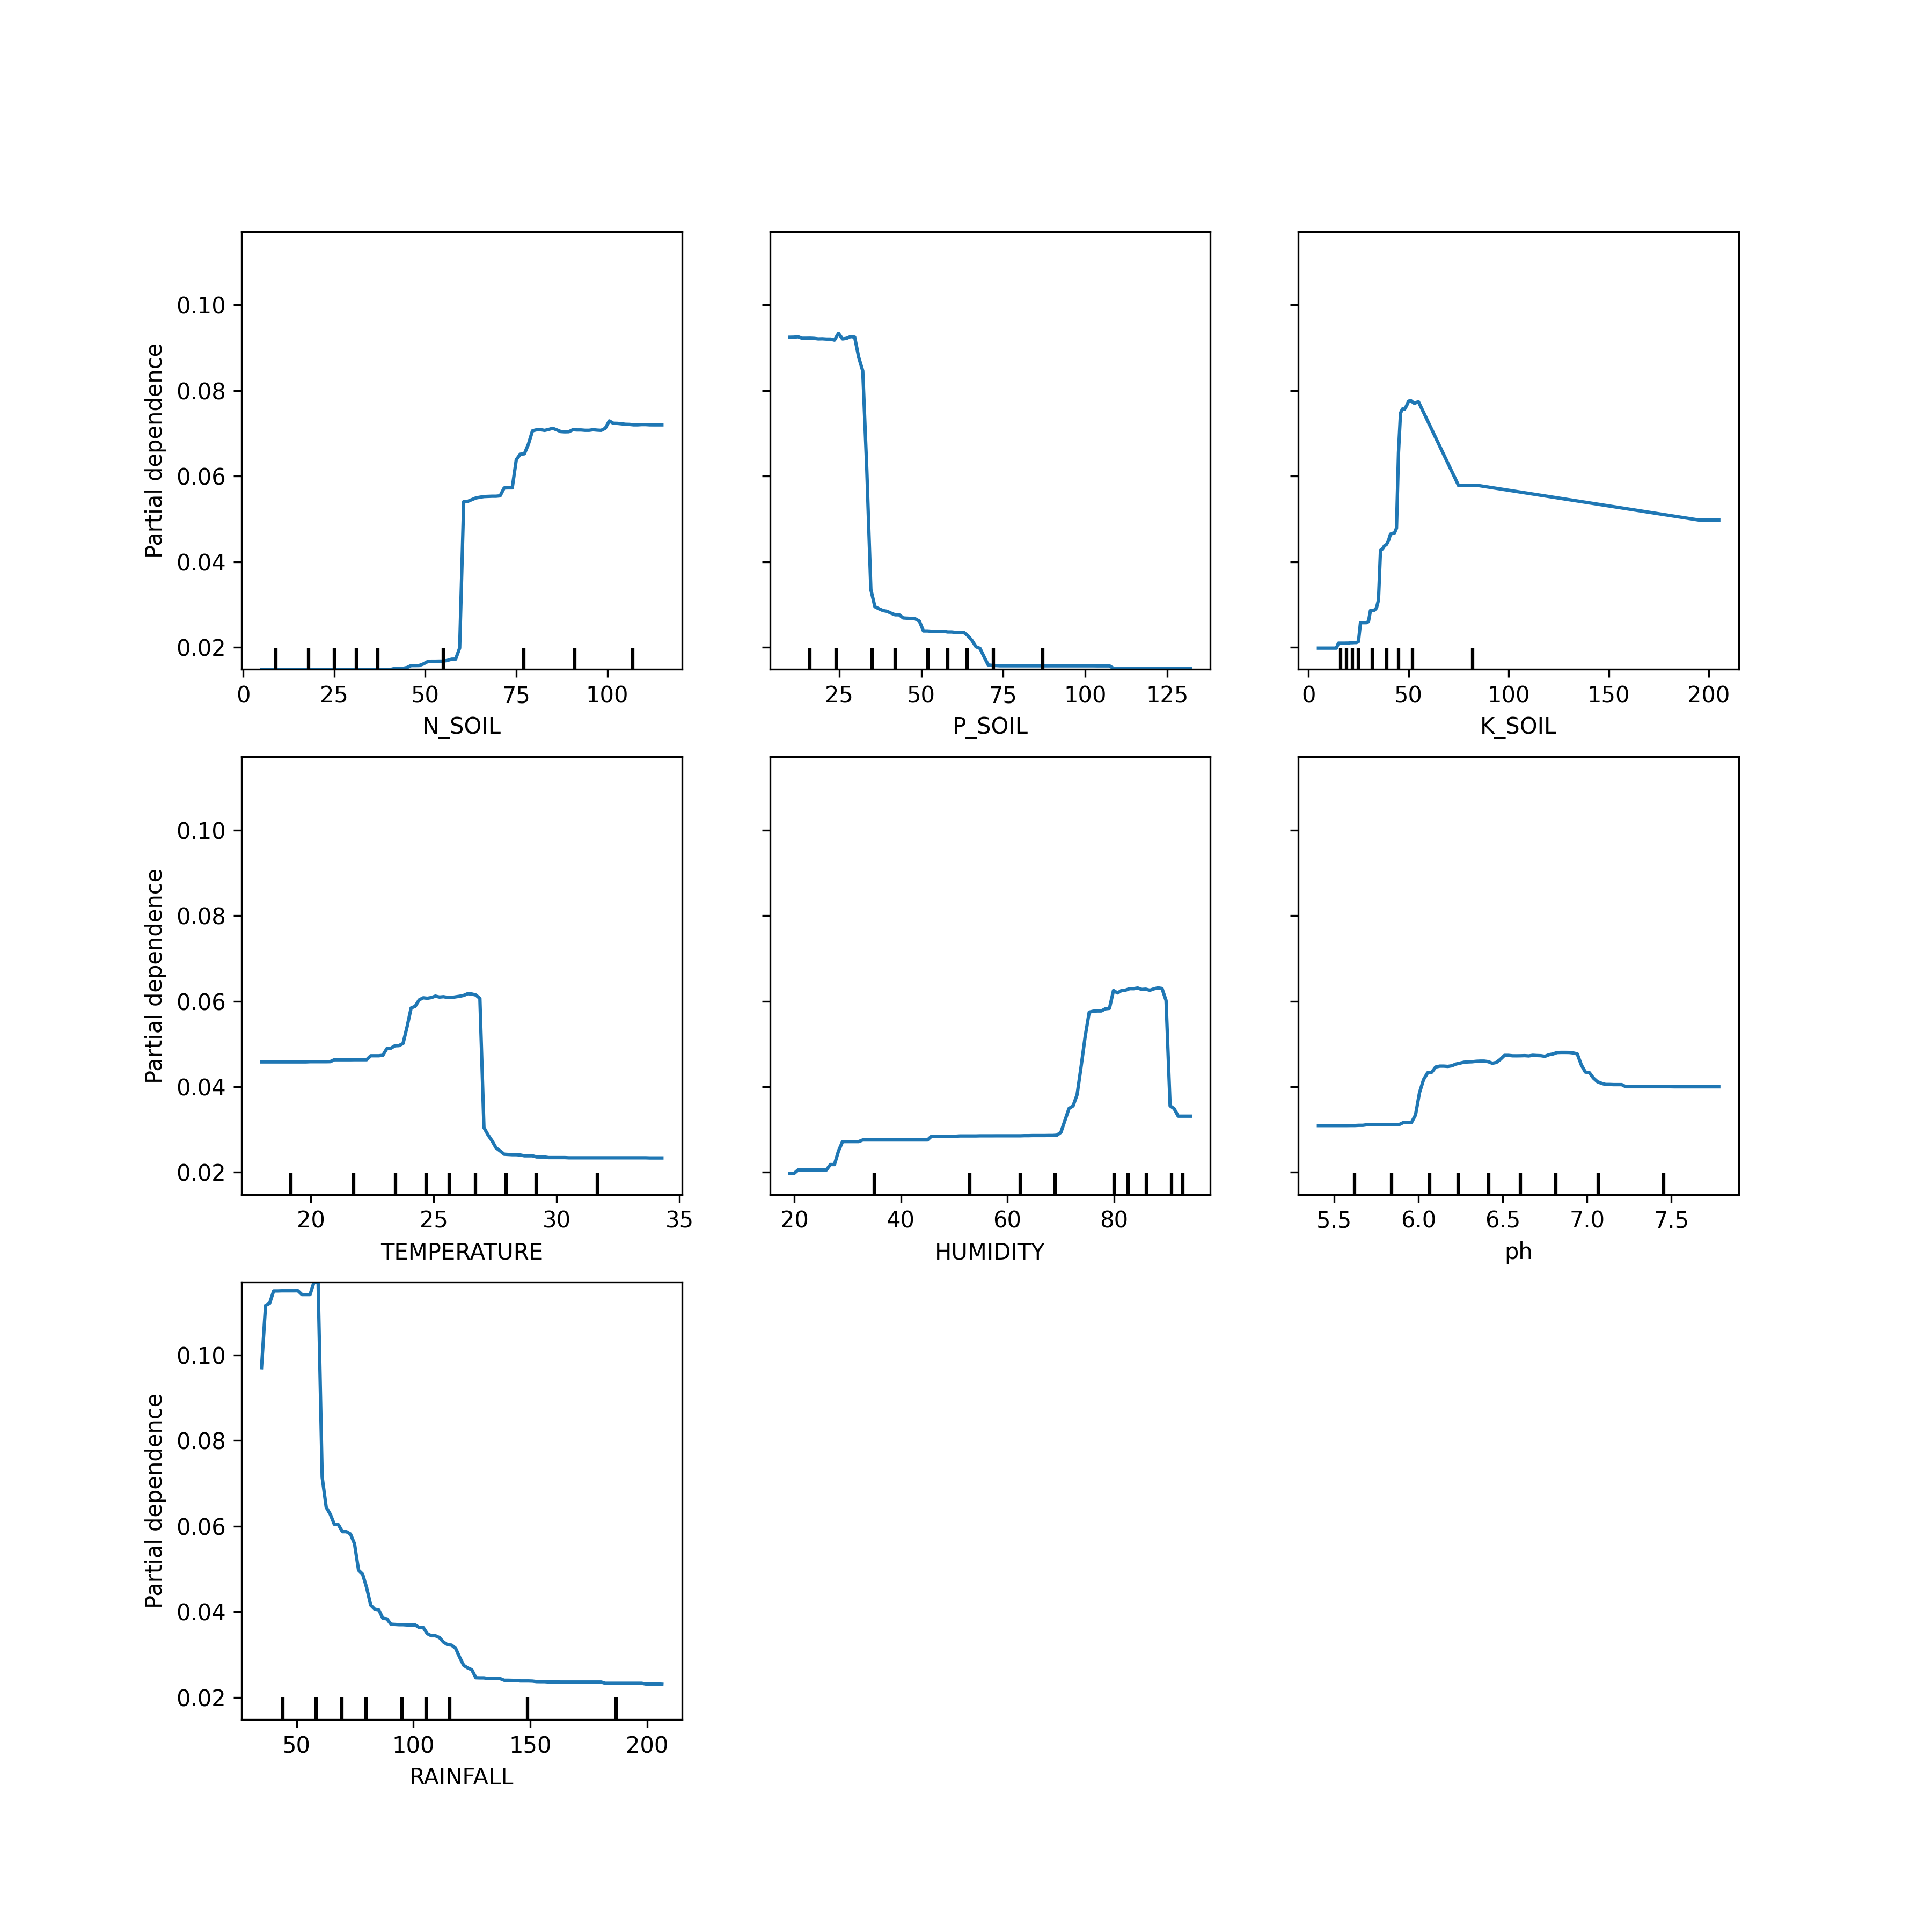 Partial dependence
0.10
0.08
0.06
0.04
0.02
0 25 50 75 100
N_SOIL
25 50 75 100 125
P_SOIL
0 50 100 150 200
K_SOIL
Partial dependence
0.10
0.08
0.06
0.04
0.02
20 25 30 35
TEMPERATURE
20 40 60 80
HUMIDITY
5.5 6.0 6.5 7.0 7.5
ph
Partial dependence
0.10
0.08
0.06
0.04
0.02
50 100 150 200
RAINFALL